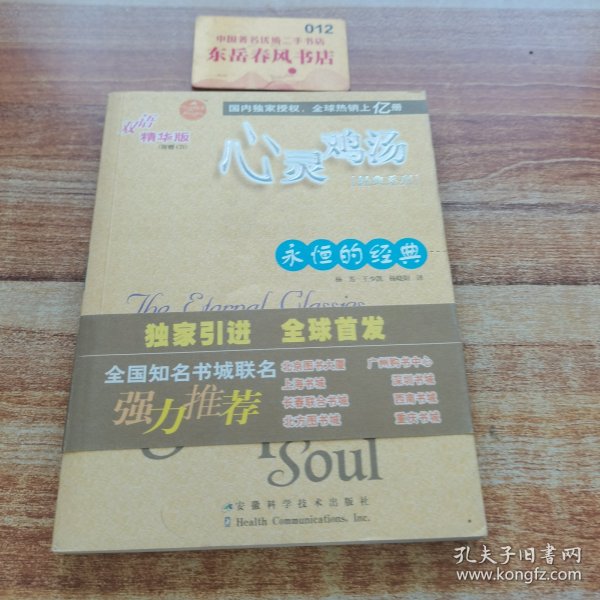 012
中国著名优质二手书店
东岳春风书店
国内独家授权,全球热销上亿册
双语
精华版
心灵鸡汤
永恒的经典
The Eternal Classics
独家引进 全球首发
全国知名书城联名
强力推荐
北京图书大厦 广州购书中心
上海书城 深圳书城
长春联合书城 西南书城
北方图书城 重庆书城
Soul
安徽科学技术出版社
Health Communications, Inc.
孔夫子旧书网
www.kongfz.com